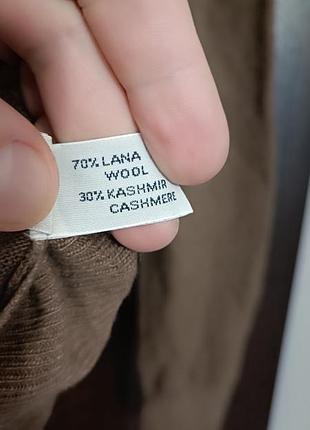 70% LANA
WOOL
30% KASHMIR
CASHMERE